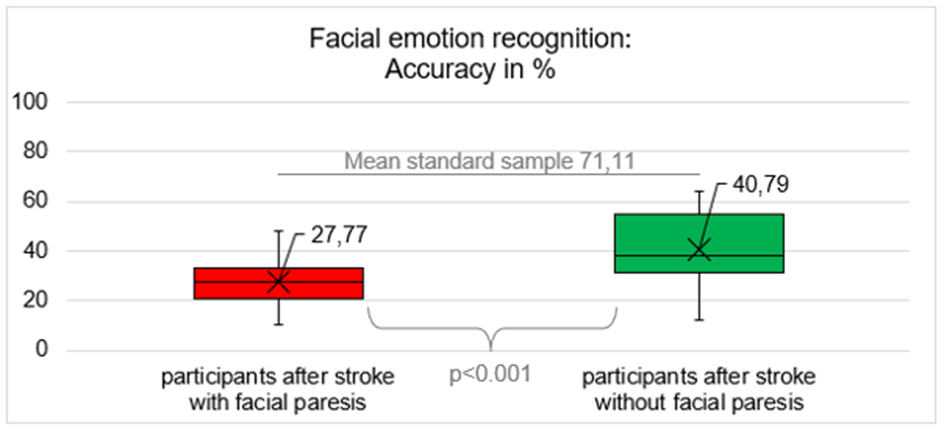 Facial emotion recognition:
Accuracy in %
100
80
Mean standard sample 71,11
60
40,79
27,77
40
20
0
p<0.001
participants after stroke
with facial paresis
participants after stroke
without facial paresis